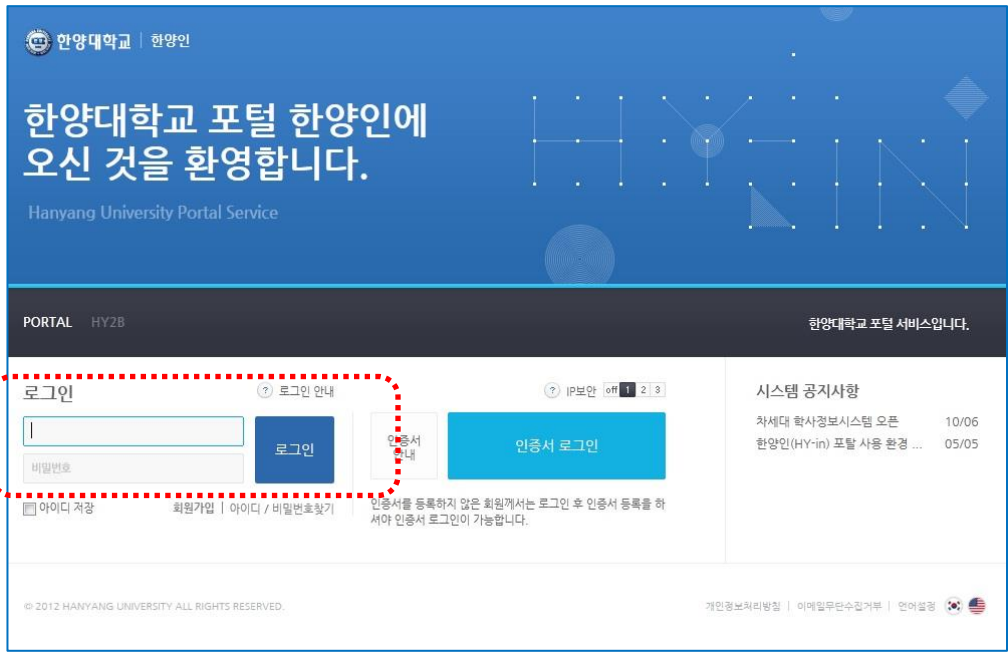 한양대학교 | 한양인
한양대학교 포털 한양인에
오신 것을 환영합니다.
Hanyang University Portal Service
PORTAL HY2B
한양대학교 포털 서비스입니다.
로그인
? 로그인 안내
비밀번호
로그인
아이디 저장
회원가입 | 아이디 / 비밀번호찾기
? IP보안 off 1 2 3
인증서
안내
인증서 로그인
인증서를 등록하지 않은 회원께서는 로그인 후 인증서 등록을 하
셔야 인증서 로그인이 가능합니다.
시스템 공지사항
차세대 학사정보시스템 오픈 10/06
한양인(HY-in) 포탈 사용 환경 ... 05/05
© 2012 HANYANG UNIVERSITY ALL RIGHTS RESERVED.
개인정보처리방침 | 이메일무단수집거부 | 언어설정